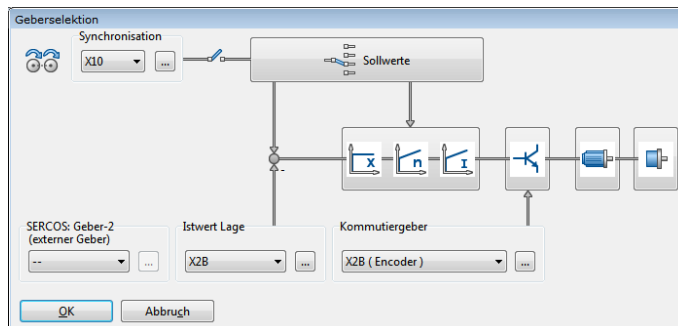 Geberselektion
Synchronisation
X10
...
Sollwerte
X
n
I
-
SERCOS: Geber-2
(externer Geber)
--
...
Istwert Lage
X2B
...
Kommutiergeber
X2B ( Encoder )
...
OK
Abbruch